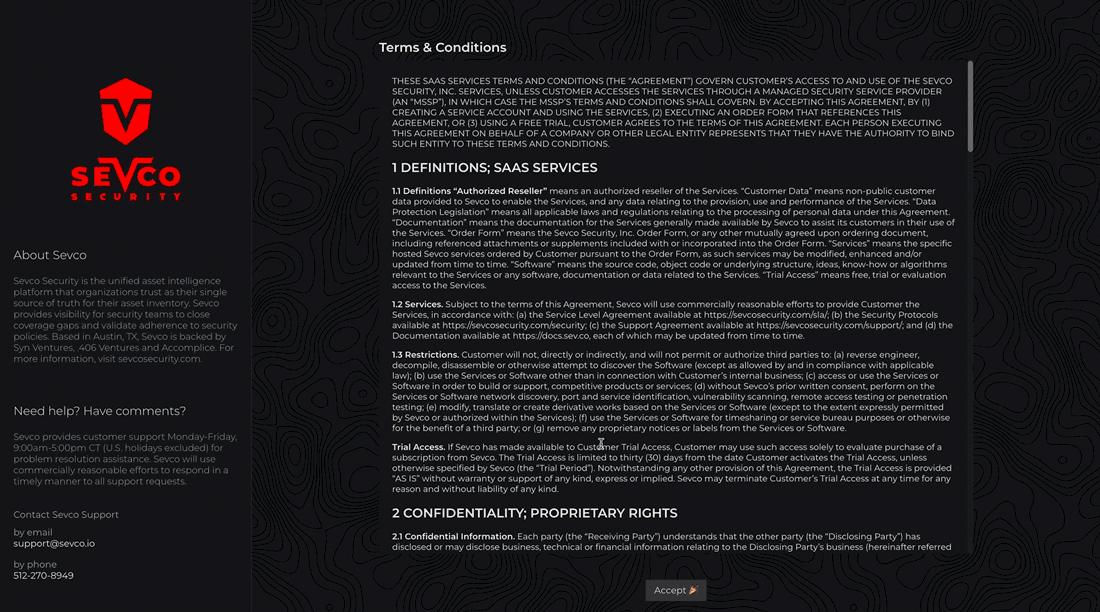 SEVCO
SECURITY
About Sevco
Sevco Security is the unified asset intelligence
platform that organizations trust as their single
source of truth for their asset inventory. Sevco
provides visibility for security teams to close
coverage gaps and validate adherence to security
policies. Based in Austin, TX, Sevco is backed by
Syn Ventures, .406 Ventures and Accomplice. For
more information, visit sevcosecurity.com.
Need help? Have comments?
Sevco provides customer support Monday-Friday,
9:00am-5:00pm CT (U.S. holidays excluded) for
problem resolution assistance. Sevco will use
commercially reasonable efforts to respond in a
timely manner to all support requests.
Contact Sevco Support
by email
support@sevco.io
by phone
512-270-8949
Terms & Conditions
THESE SAAS SERVICES TERMS AND CONDITIONS (THE “AGREEMENT”) GOVERN CUSTOMER’S ACCESS TO AND USE OF THE SEVCO
SECURITY, INC. SERVICES, UNLESS CUSTOMER ACCESSES THE SERVICES THROUGH A MANAGED SECURITY SERVICE PROVIDER
(AN “MSSP”), IN WHICH CASE THE MSSP’S TERMS AND CONDITIONS SHALL GOVERN. BY ACCEPTING THIS AGREEMENT, BY (1)
CREATING A SERVICE ACCOUNT AND USING THE SERVICES, (2) EXECUTING AN ORDER FORM THAT REFERENCES THIS
AGREEMENT, OR (3) USING A FREE TRIAL, CUSTOMER AGREES TO THE TERMS OF THIS AGREEMENT. EACH PERSON EXECUTING
THIS AGREEMENT ON BEHALF OF A COMPANY OR OTHER LEGAL ENTITY REPRESENTS THAT THEY HAVE THE AUTHORITY TO BIND
SUCH ENTITY TO THESE TERMS AND CONDITIONS.
1 DEFINITIONS; SAAS SERVICES
1.1 Definitions “Authorized Reseller” means an authorized reseller of the Services. “Customer Data” means non-public customer
data provided to Sevco to enable the Services, and any data relating to the provision, use and performance of the Services. “Data
Protection Legislation” means all applicable laws and regulations relating to the processing of personal data under this Agreement.
“Documentation” means the documentation for the Services generally made available by Sevco to assist its customers in their use of
the Services. “Order Form” means the Sevco Security, Inc. Order Form, or any other mutually agreed upon ordering document,
including referenced attachments or supplements included with or incorporated into the Order Form. “Services” means the specific
hosted Sevco services ordered by Customer pursuant to the Order Form, as such services may be modified, enhanced and/or
updated from time to time. “Software” means the source code, object code or underlying structure, ideas, know-how or algorithms
relevant to the Services or any software, documentation or data related to the Services. “Trial Access” means free, trial or evaluation
access to the Services.
1.2 Services. Subject to the terms of this Agreement, Sevco will use commercially reasonable efforts to provide Customer the
Services, in accordance with: (a) the Service Level Agreement available at https://sevcosecurity.com/sla/; (b) the Security Protocols
available at https://sevcosecurity.com/security; (c) the Support Agreement available at https://sevcosecurity.com/support/; and (d) the
Documentation available at https://docs.sev.co, each of which may be updated from time to time.
1.3 Restrictions. Customer will not, directly or indirectly, and will not permit or authorize third parties to: (a) reverse engineer,
decompile, disassemble or otherwise attempt to discover the Software (except as allowed by and in compliance with applicable
law); (b) use the Services or Software other than in connection with Customer’s internal business; (c) access or use the Services or
Software in order to build or support, competitive products or services; (d) without Sevco’s prior written consent, perform on the
Services or Software network discovery, port and service identification, vulnerability scanning, remote access testing or penetration
testing; (e) modify, translate or create derivative works based on the Services or Software (except to the extent expressly permitted
by Sevco or authorized within the Services); (f) use the Services or Software for timesharing or service bureau purposes or otherwise
for the benefit of a third party; or (g) remove any proprietary notices or labels from the Services or Software.
Trial Access. If Sevco has made available to Customer Trial Access, Customer may use such access solely to evaluate purchase of a
subscription from Sevco. The Trial Access is limited to thirty (30) days from the date Customer activates the Trial Access, unless
otherwise specified by Sevco (the “Trial Period”). Notwithstanding any other provision of this Agreement, the Trial Access is provided
“AS IS” without warranty or support of any kind, express or implied. Sevco may terminate Customer’s Trial Access at any time for any
reason and without liability of any kind.
2 CONFIDENTIALITY; PROPRIETARY RIGHTS
2.1 Confidential Information. Each party (the “Receiving Party”) understands that the other party (the “Disclosing Party”) has
disclosed or may disclose business, technical or financial information relating to the Disclosing Party’s business (hereinafter referred
Accept 🎉